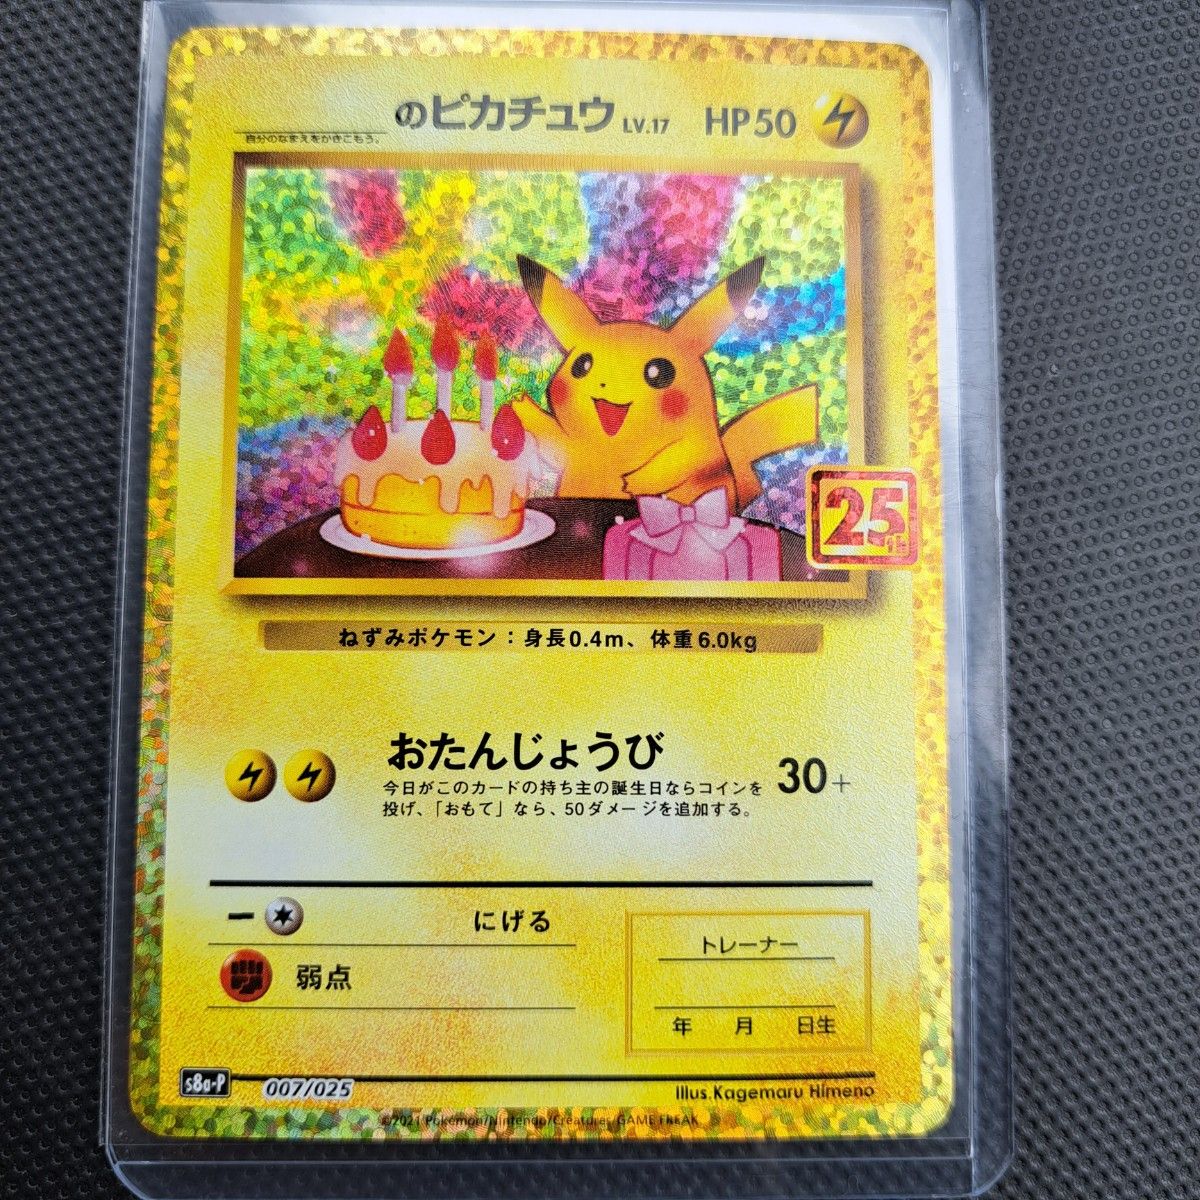 のピカチュウ LV.17 HP50
自分のなまえをかきこもう。
25th
ねずみポケモン：身長0.4m、体重6.0kg
おたんじょうび 30+
今日がこのカードの持ち主の誕生日ならコインを
投げ、「おもて」なら、50ダメージを追加する。
にげる
弱点
トレーナー
年 月 日生
s8a-P 007/025
Illus.Kagemaru Himeno
©2021 Pokémon/Nintendo/Creatures/GAME FREAK